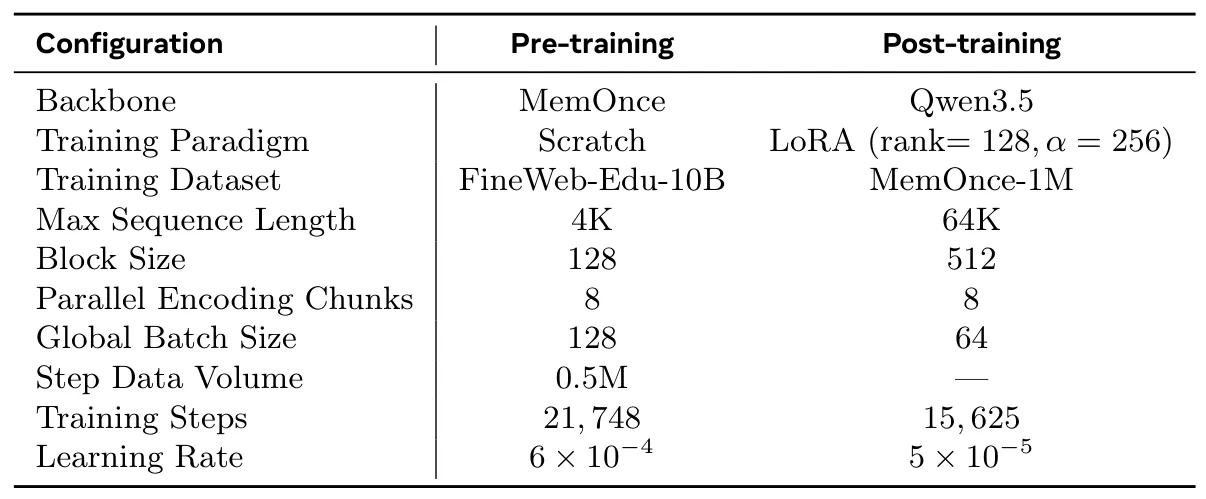 Configuration Pre-training Post-training
Backbone MemOnce Qwen3.5
Training Paradigm Scratch LoRA (rank= 128, α = 256)
Training Dataset FineWeb-Edu-10B MemOnce-1M
Max Sequence Length 4K 64K
Block Size 128 512
Parallel Encoding Chunks 8 8
Global Batch Size 128 64
Step Data Volume 0.5M —
Training Steps 21,748 15,625
Learning Rate 6 × 10⁻⁴ 5 × 10⁻⁵